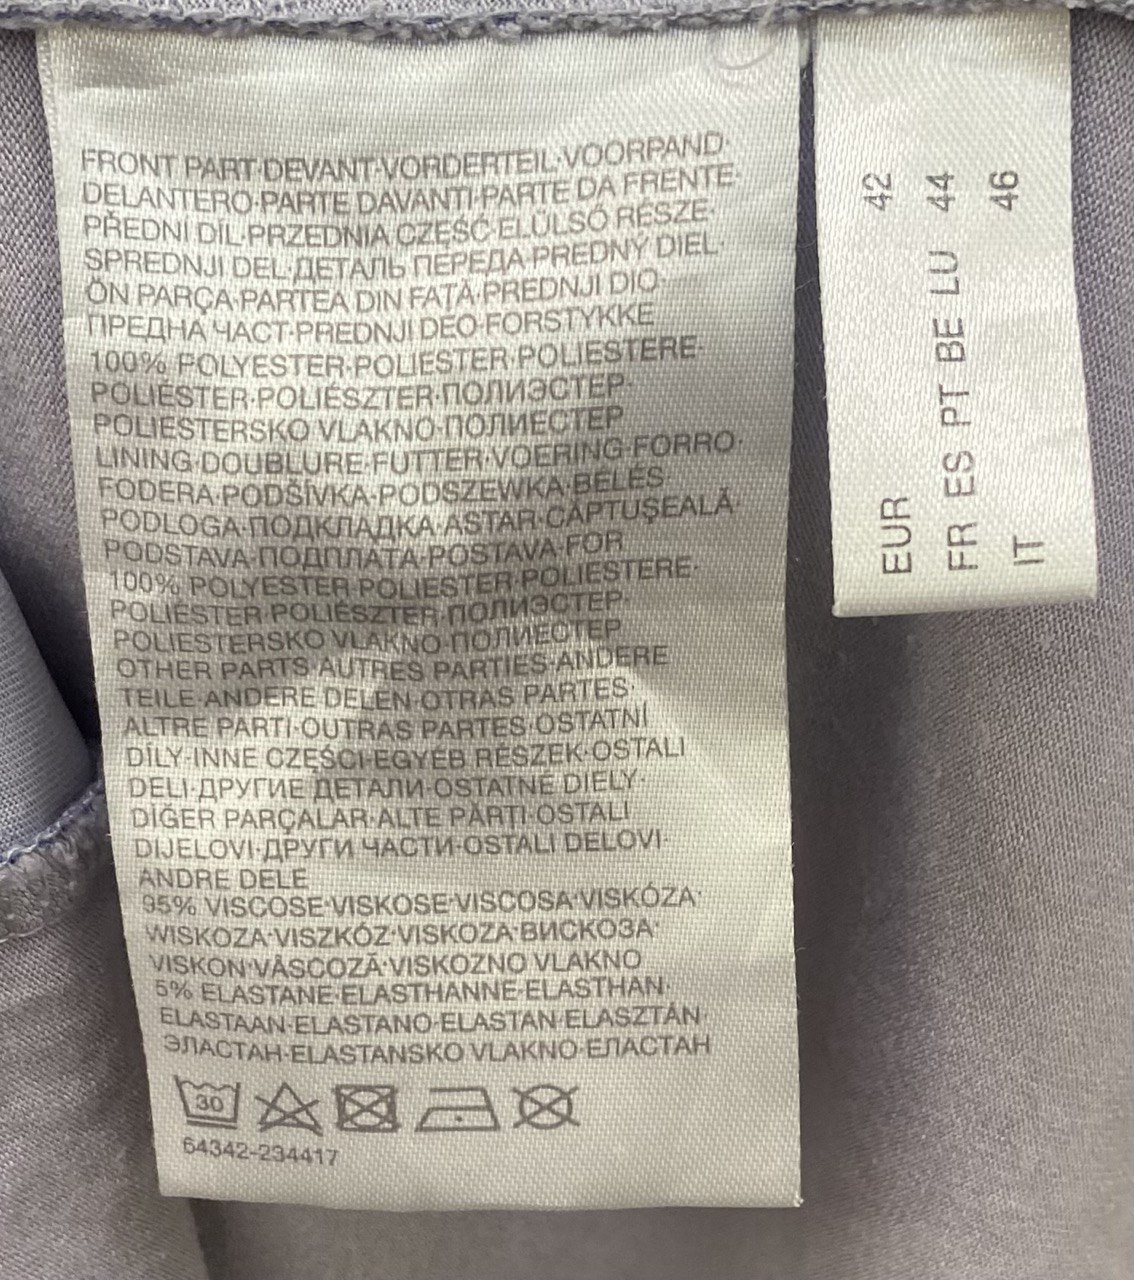 FRONT PART·DEVANT·VORDERTEIL·VOORPAND·
DELANTERO·PARTE DAVANTI·PARTE DA FRENTE
PŘEDNI DÍL·PRZEDNIA CZĘŚĆ·ELÜLSŐ RÉSZE·
SPREDNJI DEL·ДЕТАЛЬ ПЕРЕДА·PREDNÝ DIEL·
ÖN PARÇA·PARTEA DIN FAŢĂ·PREDNJI DIO·
ПРЕДНА ЧАСТ·PREDNJI DEO·FORSTYKKE
100% POLYESTER·POLIESTER·POLIESTERE·
POLIÉSTER·POLIÉSZTER·ПОЛИЭСТЕР·
POLIESTERSKO VLAKNO·ПОЛИЕСТЕР
LINING·DOUBLURE·FUTTER·VOERING·FORRO·
FODERA·PODŠÍVKA·PODSZEWKA·BÉLÉS
PODLOGA·ПОДКЛАДКА·ASTAR·CĂPTUŞEALĂ·
PODSTAVA·ПОДПЛАТА·POSTAVA·FOR
100% POLYESTER·POLIESTER·POLIESTERE·
POLIÉSTER·POLIÉSZTER·ПОЛИЭСТЕР·
POLIESTERSKO VLAKNO·ПОЛИЕСТЕР
OTHER PARTS·AUTRES PARTIES·ANDERE
TEILE·ANDERE DELEN·OTRAS PARTES·
ALTRE PARTI·OUTRAS PARTES·OSTATNÍ
DÍLY·INNE CZĘŚCI·EGYÉB RÉSZEK·OSTALI
DELI·ДРУГИЕ ДЕТАЛИ·OSTATNÉ DIELY·
DİĞER PARÇALAR·ALTE PĂRTI·OSTALI
DIJELOVI·ДРУГИ ЧАСТИ·OSTALI DELOVI·
ANDRE DELE
95% VISCOSE·VISKOSE·VISCOSA·VISKÓZA·
WISKOZA·VISZKÓZ·VISKOZA·ВИСКОЗА·
VISKON·VÂSCOZĂ·VISKOZNO VLAKNO
5% ELASTANE·ELASTHANNE·ELASTHAN·
ELASTAAN·ELASTANO·ELASTAN·ELASZTÁN·
ЭЛАСТАН·ELASTANSKO VLAKNO·ЕЛАСТАН
30
64342-234417
EUR 42
FR ES PT BE LU 44
IT 46